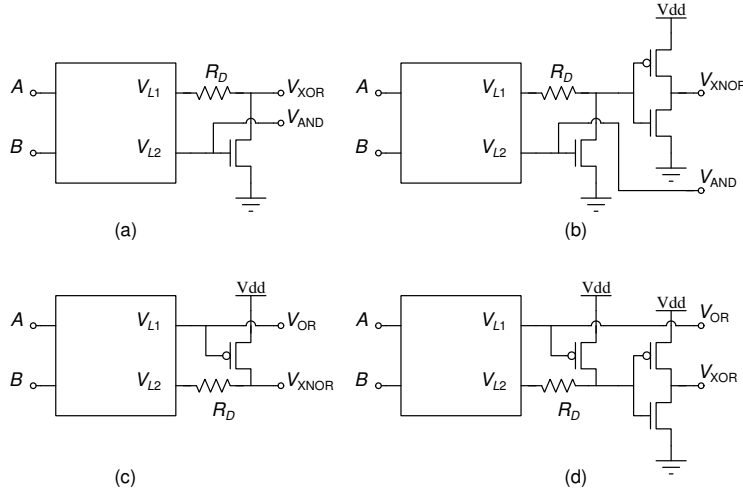 A
B
V_L1
V_L2
R_D
V_XOR
V_AND
(a)
Vdd
A
B
V_L1
V_L2
R_D
V_XNOR
V_AND
(b)
Vdd
A
B
V_L1
V_L2
R_D
V_OR
V_XNOR
(c)
Vdd
Vdd
A
B
V_L1
V_L2
R_D
V_OR
V_XOR
(d)